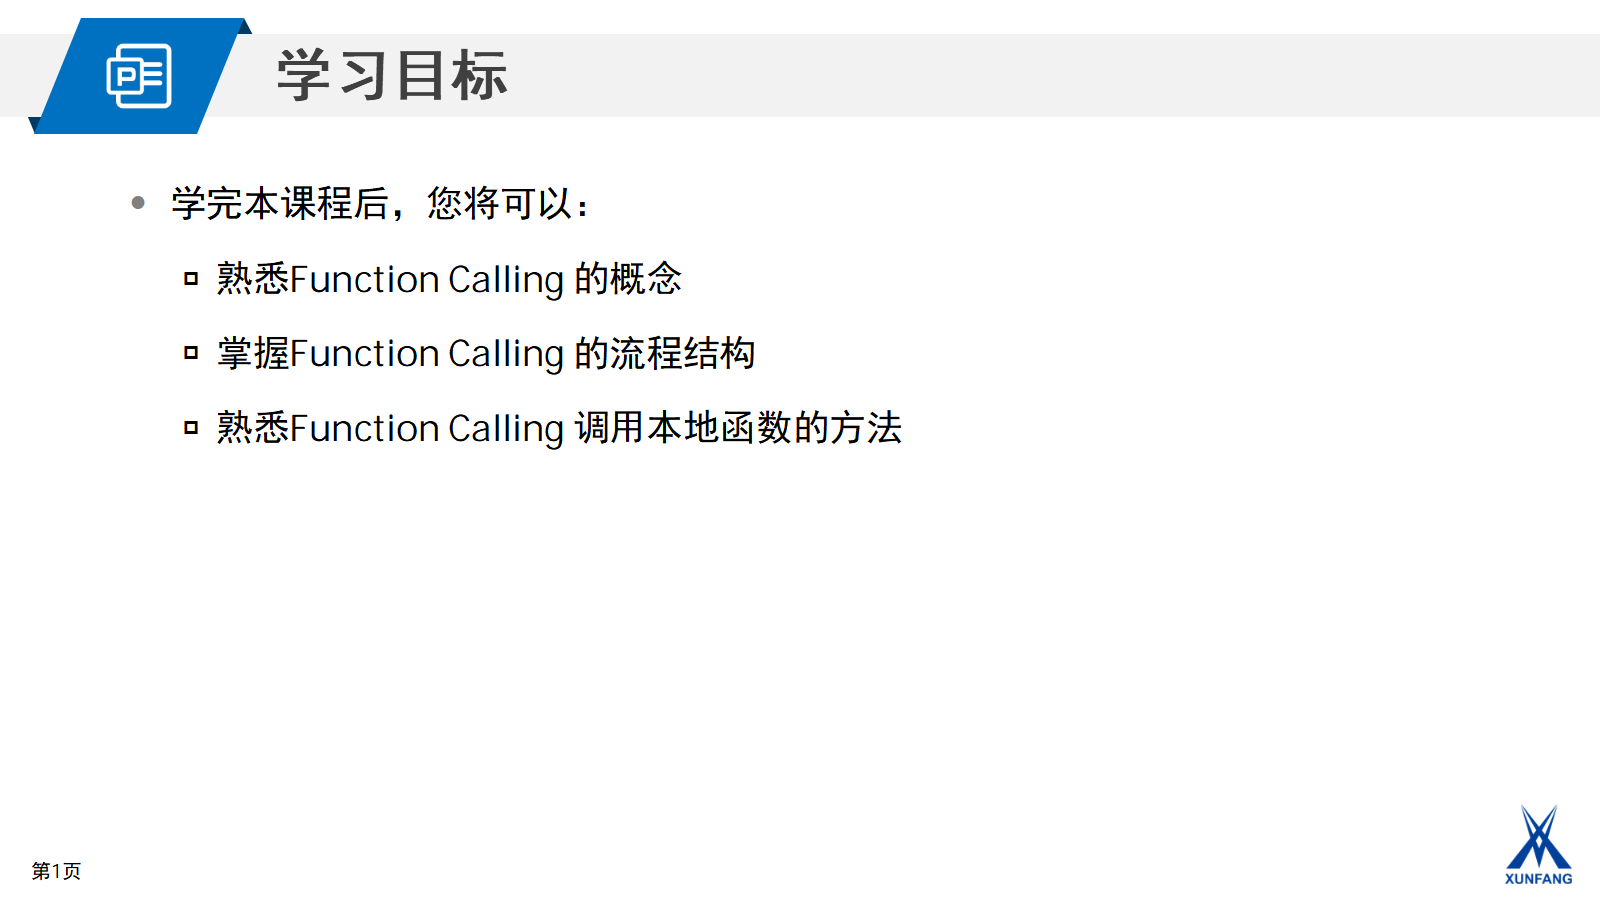 学习目标
学完本课程后，您将可以：
熟悉Function Calling 的概念
掌握Function Calling 的流程结构
熟悉Function Calling 调用本地函数的方法
第1页
XUNFANG